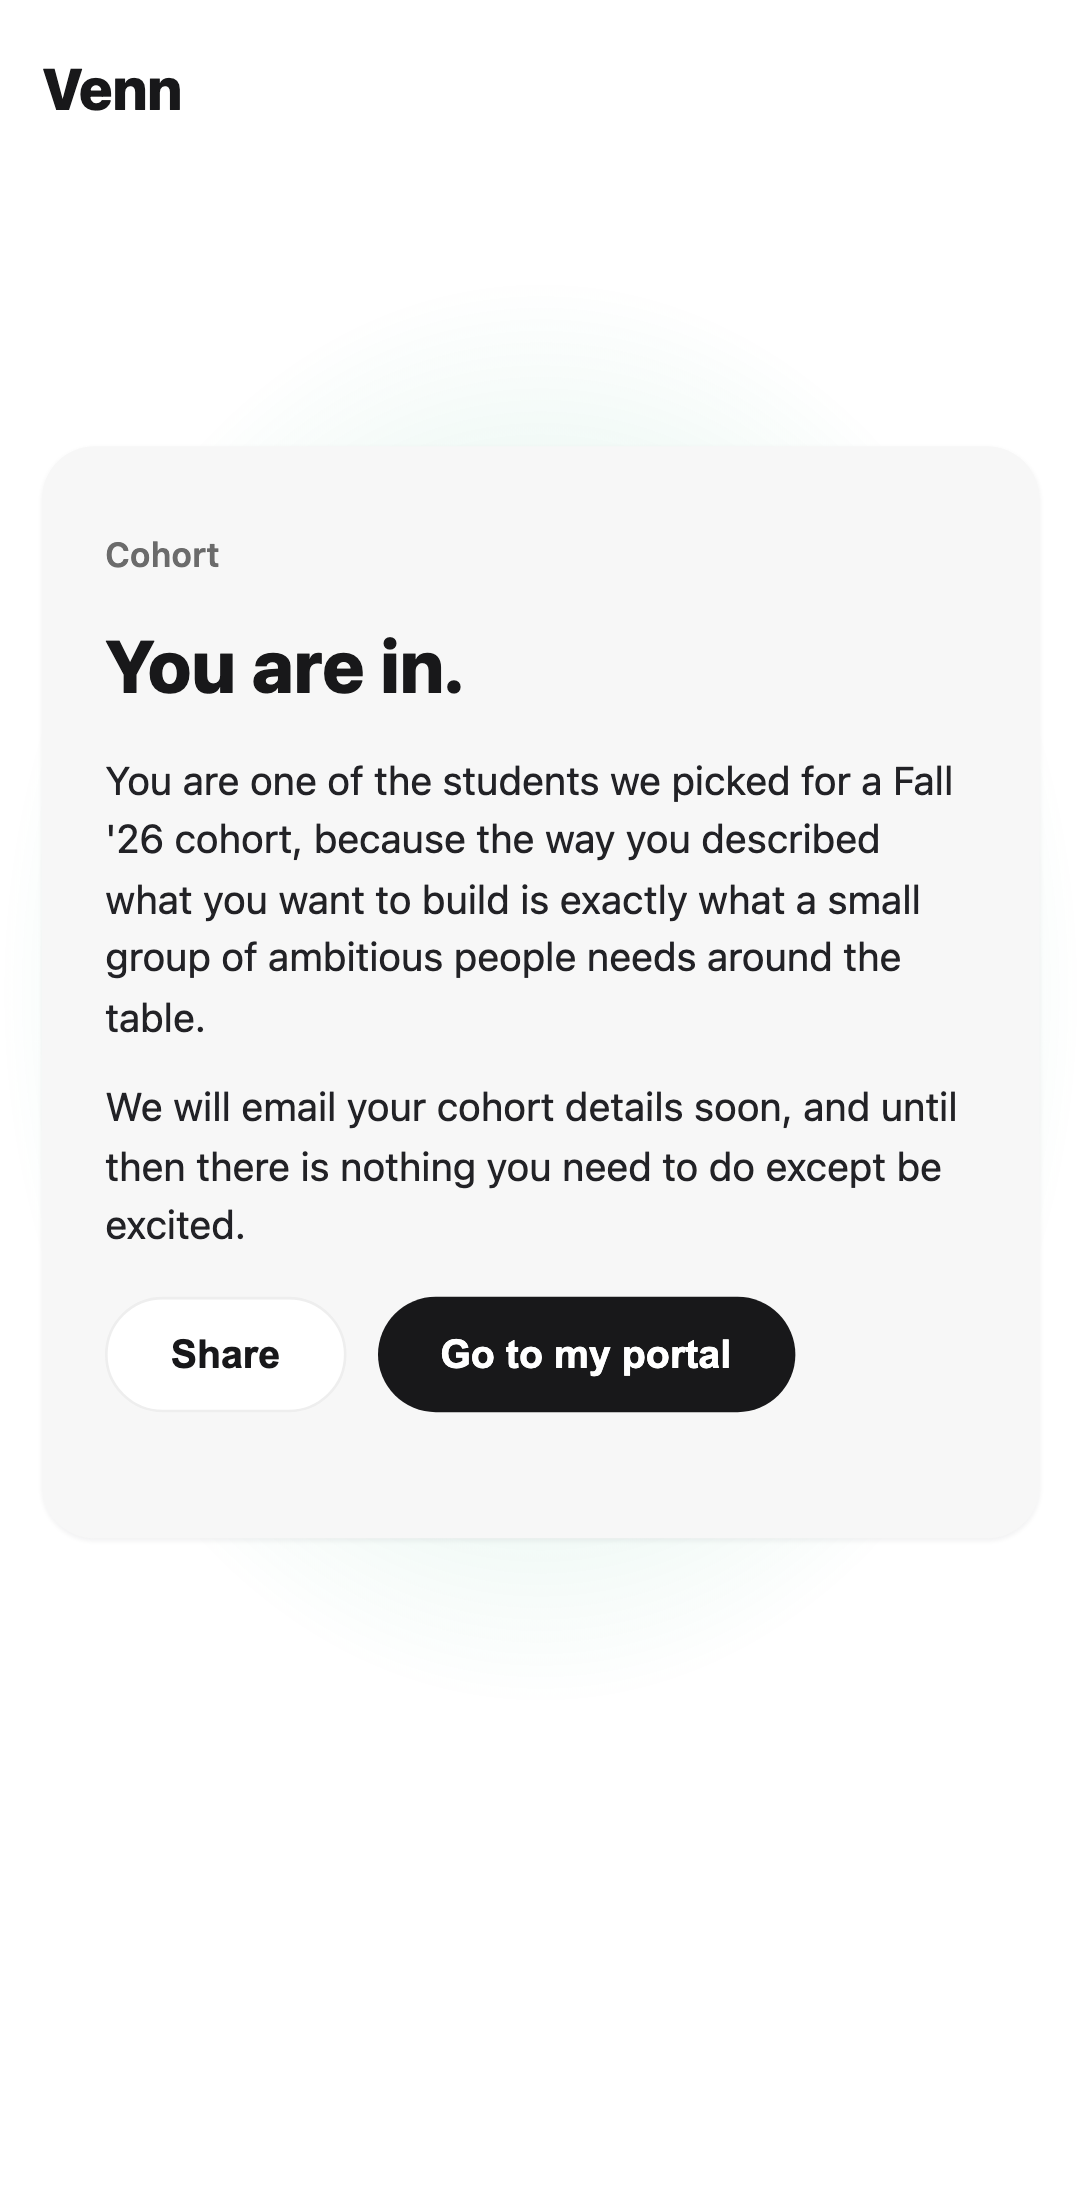 Venn
Cohort
You are in.
You are one of the students we picked for a Fall
'26 cohort, because the way you described
what you want to build is exactly what a small
group of ambitious people needs around the
table.
We will email your cohort details soon, and until
then there is nothing you need to do except be
excited.
Share
Go to my portal